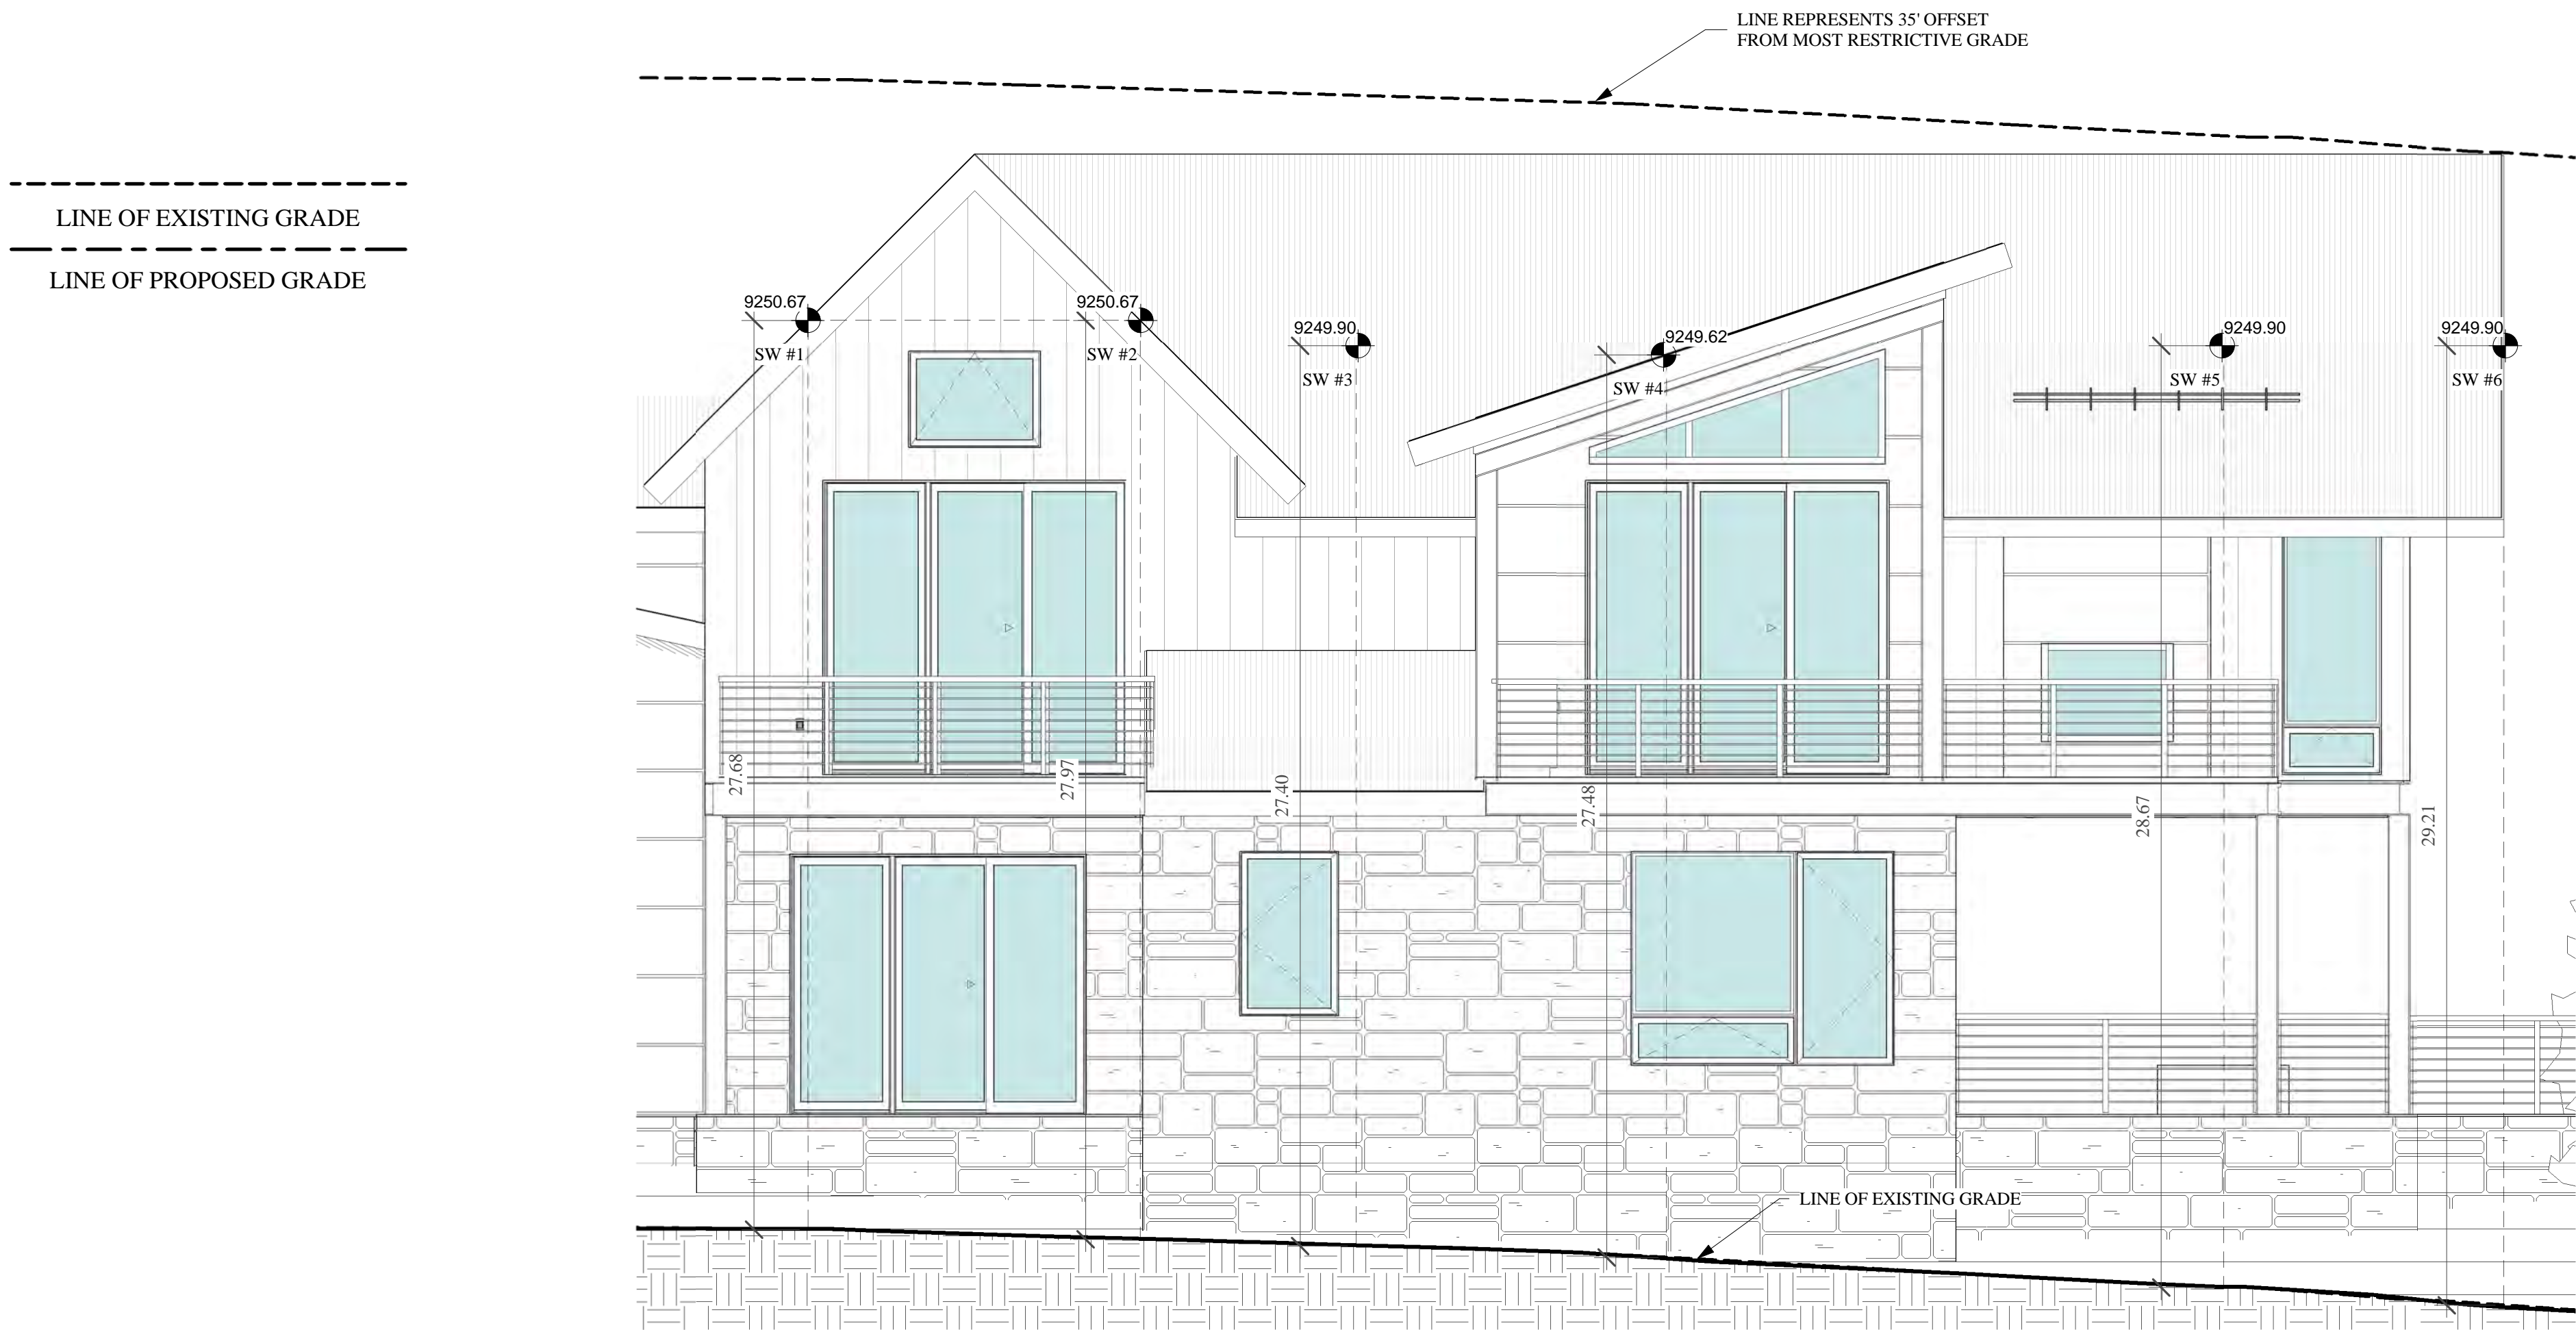 LINE REPRESENTS 35' OFFSET
FROM MOST RESTRICTIVE GRADE
LINE OF EXISTING GRADE
LINE OF PROPOSED GRADE
9250.67
SW #1
9250.67
SW #2
9249.90
SW #3
9249.62
SW #4
9249.90
SW #5
9249.90
SW #6
27.68
27.97
27.40
27.48
28.67
29.21
LINE OF EXISTING GRADE